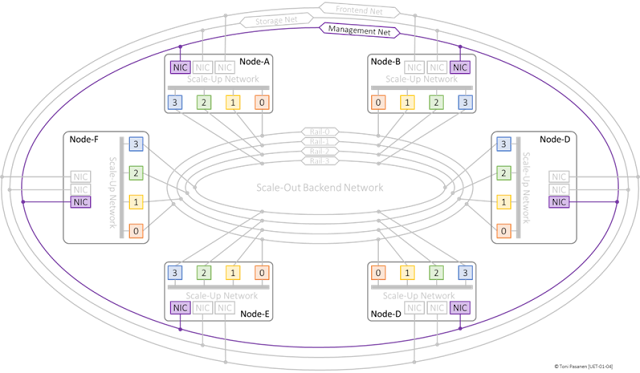 Frontend Net
Storage Net
Management Net
Node-A
NIC NIC NIC
Scale-Up Network
3 2 1 0
Node-B
NIC NIC NIC
Scale-Up Network
0 1 2 3
Rail-0
Rail-1
Rail-2
Rail-3
Scale-Out Backend Network
Node-F
NIC
NIC
NIC
Scale-Up Network
3
2
1
0
Node-D
3
2
1
0
Scale-Up Network
NIC
NIC
NIC
3 2 1 0
Scale-Up Network
NIC NIC NIC
Node-E
0 1 2 3
Scale-Up Network
NIC NIC NIC
Node-D
© Toni Pasanen [UET-01-04]